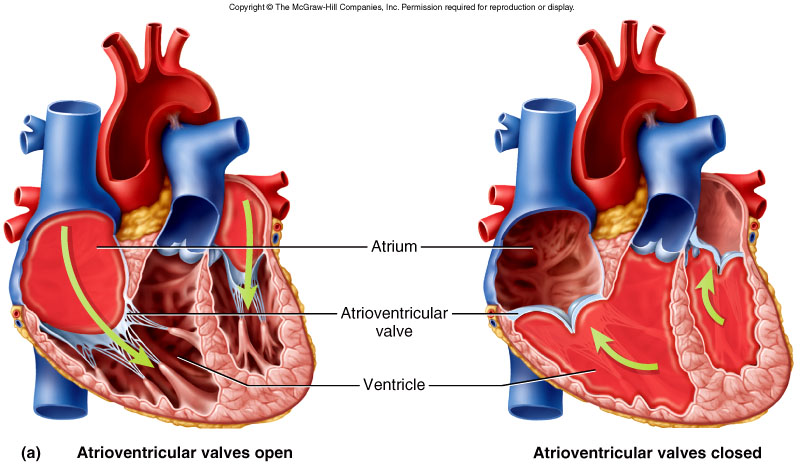 Copyright © The McGraw-Hill Companies, Inc. Permission required for reproduction or display.
Atrium
Atrioventricular
valve
Ventricle
(a) Atrioventricular valves open
Atrioventricular valves closed